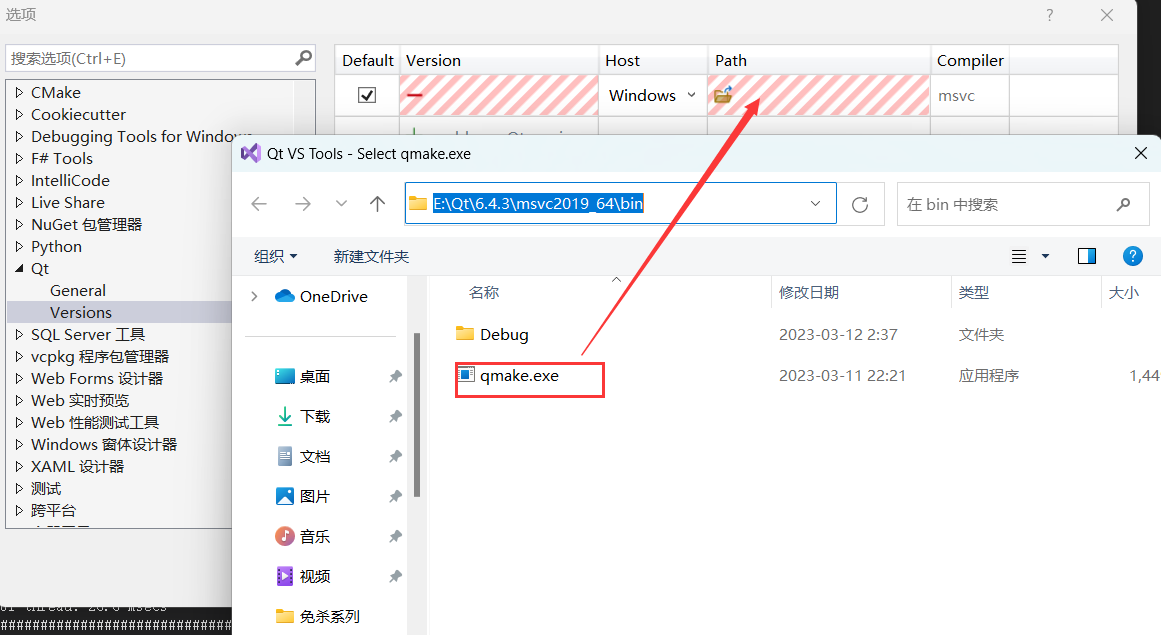 选项
?
搜索选项(Ctrl+E)
CMake
Cookiecutter
Debugging Tools for Windows
F# Tools
IntelliCode
Live Share
NuGet 包管理器
Python
Qt
General
Versions
SQL Server 工具
vcpkg 程序包管理器
Web Forms 设计器
Web 实时预览
Web 性能测试工具
Windows 窗体设计器
XAML 设计器
测试
跨平台
Default Version Host Path Compiler
Windows msvc
Qt VS Tools - Select qmake.exe
E:\Qt\6.4.3\msvc2019_64\bin
在 bin 中搜索
组织 新建文件夹
?
OneDrive
桌面
下载
文档
图片
音乐
视频
免杀系列
名称 修改日期 类型 大小
Debug 2023-03-12 2:37 文件夹
qmake.exe 2023-03-11 22:21 应用程序 1,44
##############################